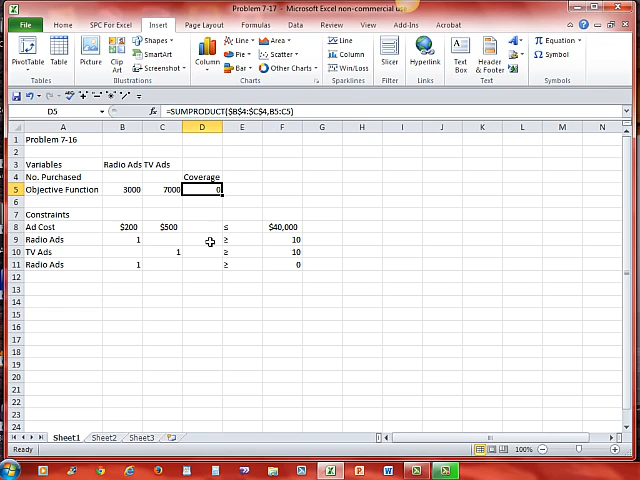 Problem 7-17 - Microsoft Excel non-commercial use
File SPC For Excel Home Insert Page Layout Formulas Data Review View Add-Ins Acrobat
PivotTable Table Picture Clip Art Shapes SmartArt Screenshot Column Line Pie Bar Area Scatter Other Charts Line Column Win/Loss Slicer Hyperlink Text Box Header & Footer Equation Symbol
Tables Illustrations Charts Sparklines Filter Links Text Symbols
D5 fx =SUMPRODUCT($B$4:$C$4,B5:C5)
A B C D E F G H I J K L M N
1 Problem 7-16
2
3 Variables Radio Ads TV Ads
4 No. Purchased Coverage
5 Objective Function 3000 7000 0
6
7 Constraints
8 Ad Cost $200 $500 ≤ $40,000
9 Radio Ads 1 ≥ 10
10 TV Ads 1 ≥ 10
11 Radio Ads 1 ≥ 0
12
13
14
15
16
17
18
19
20
21
22
23
24
Sheet1 Sheet2 Sheet3
Ready 100%